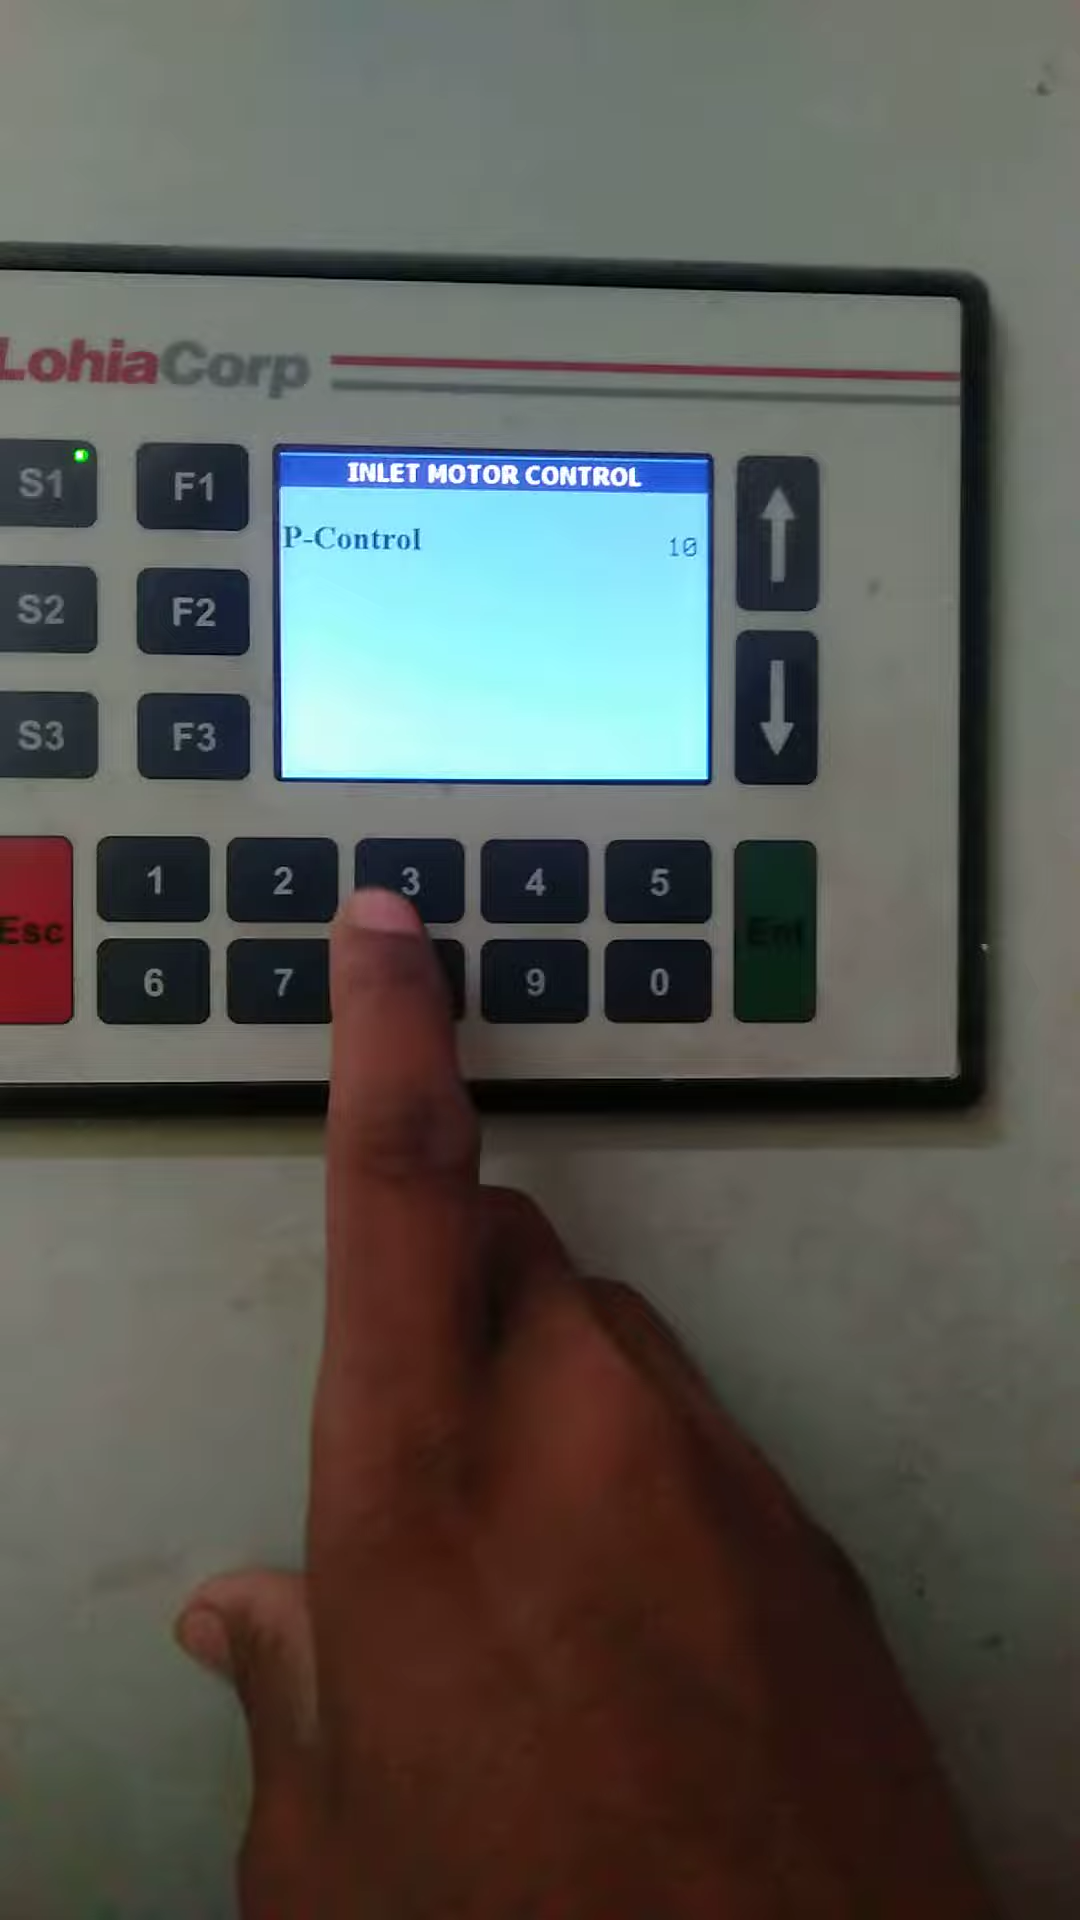 LohiaCorp
S1 F1
INLET MOTOR CONTROL
P-Control 10
S2 F2
S3 F3
Esc
1 2 3 4 5
Ent
6 7 9 0